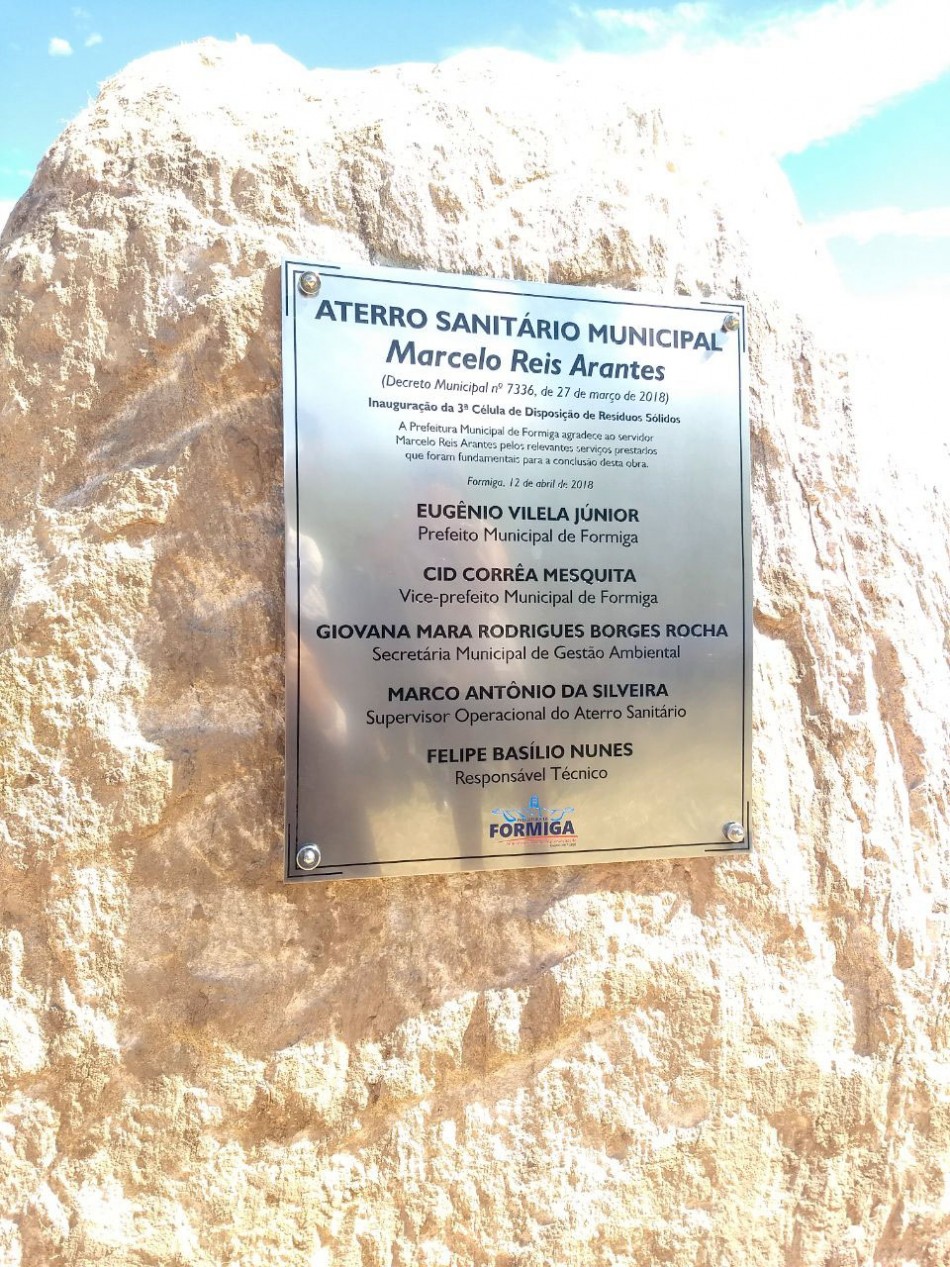 ATERRO SANITÁRIO MUNICIPAL
Marcelo Reis Arantes
(Decreto Municipal nº 7336, de 27 de março de 2018)
Inauguração da 3ª Célula de Disposição de Resíduos Sólidos
A Prefeitura Municipal de Formiga agradece ao servidor
Marcelo Reis Arantes pelos relevantes serviços prestados
que foram fundamentais para a conclusão desta obra.
Formiga, 12 de abril de 2018
EUGÊNIO VILELA JÚNIOR
Prefeito Municipal de Formiga
CID CORRÊA MESQUITA
Vice-prefeito Municipal de Formiga
GIOVANA MARA RODRIGUES BORGES ROCHA
Secretária Municipal de Gestão Ambiental
MARCO ANTÔNIO DA SILVEIRA
Supervisor Operacional do Aterro Sanitário
FELIPE BASÍLIO NUNES
Responsável Técnico
FORMIGA